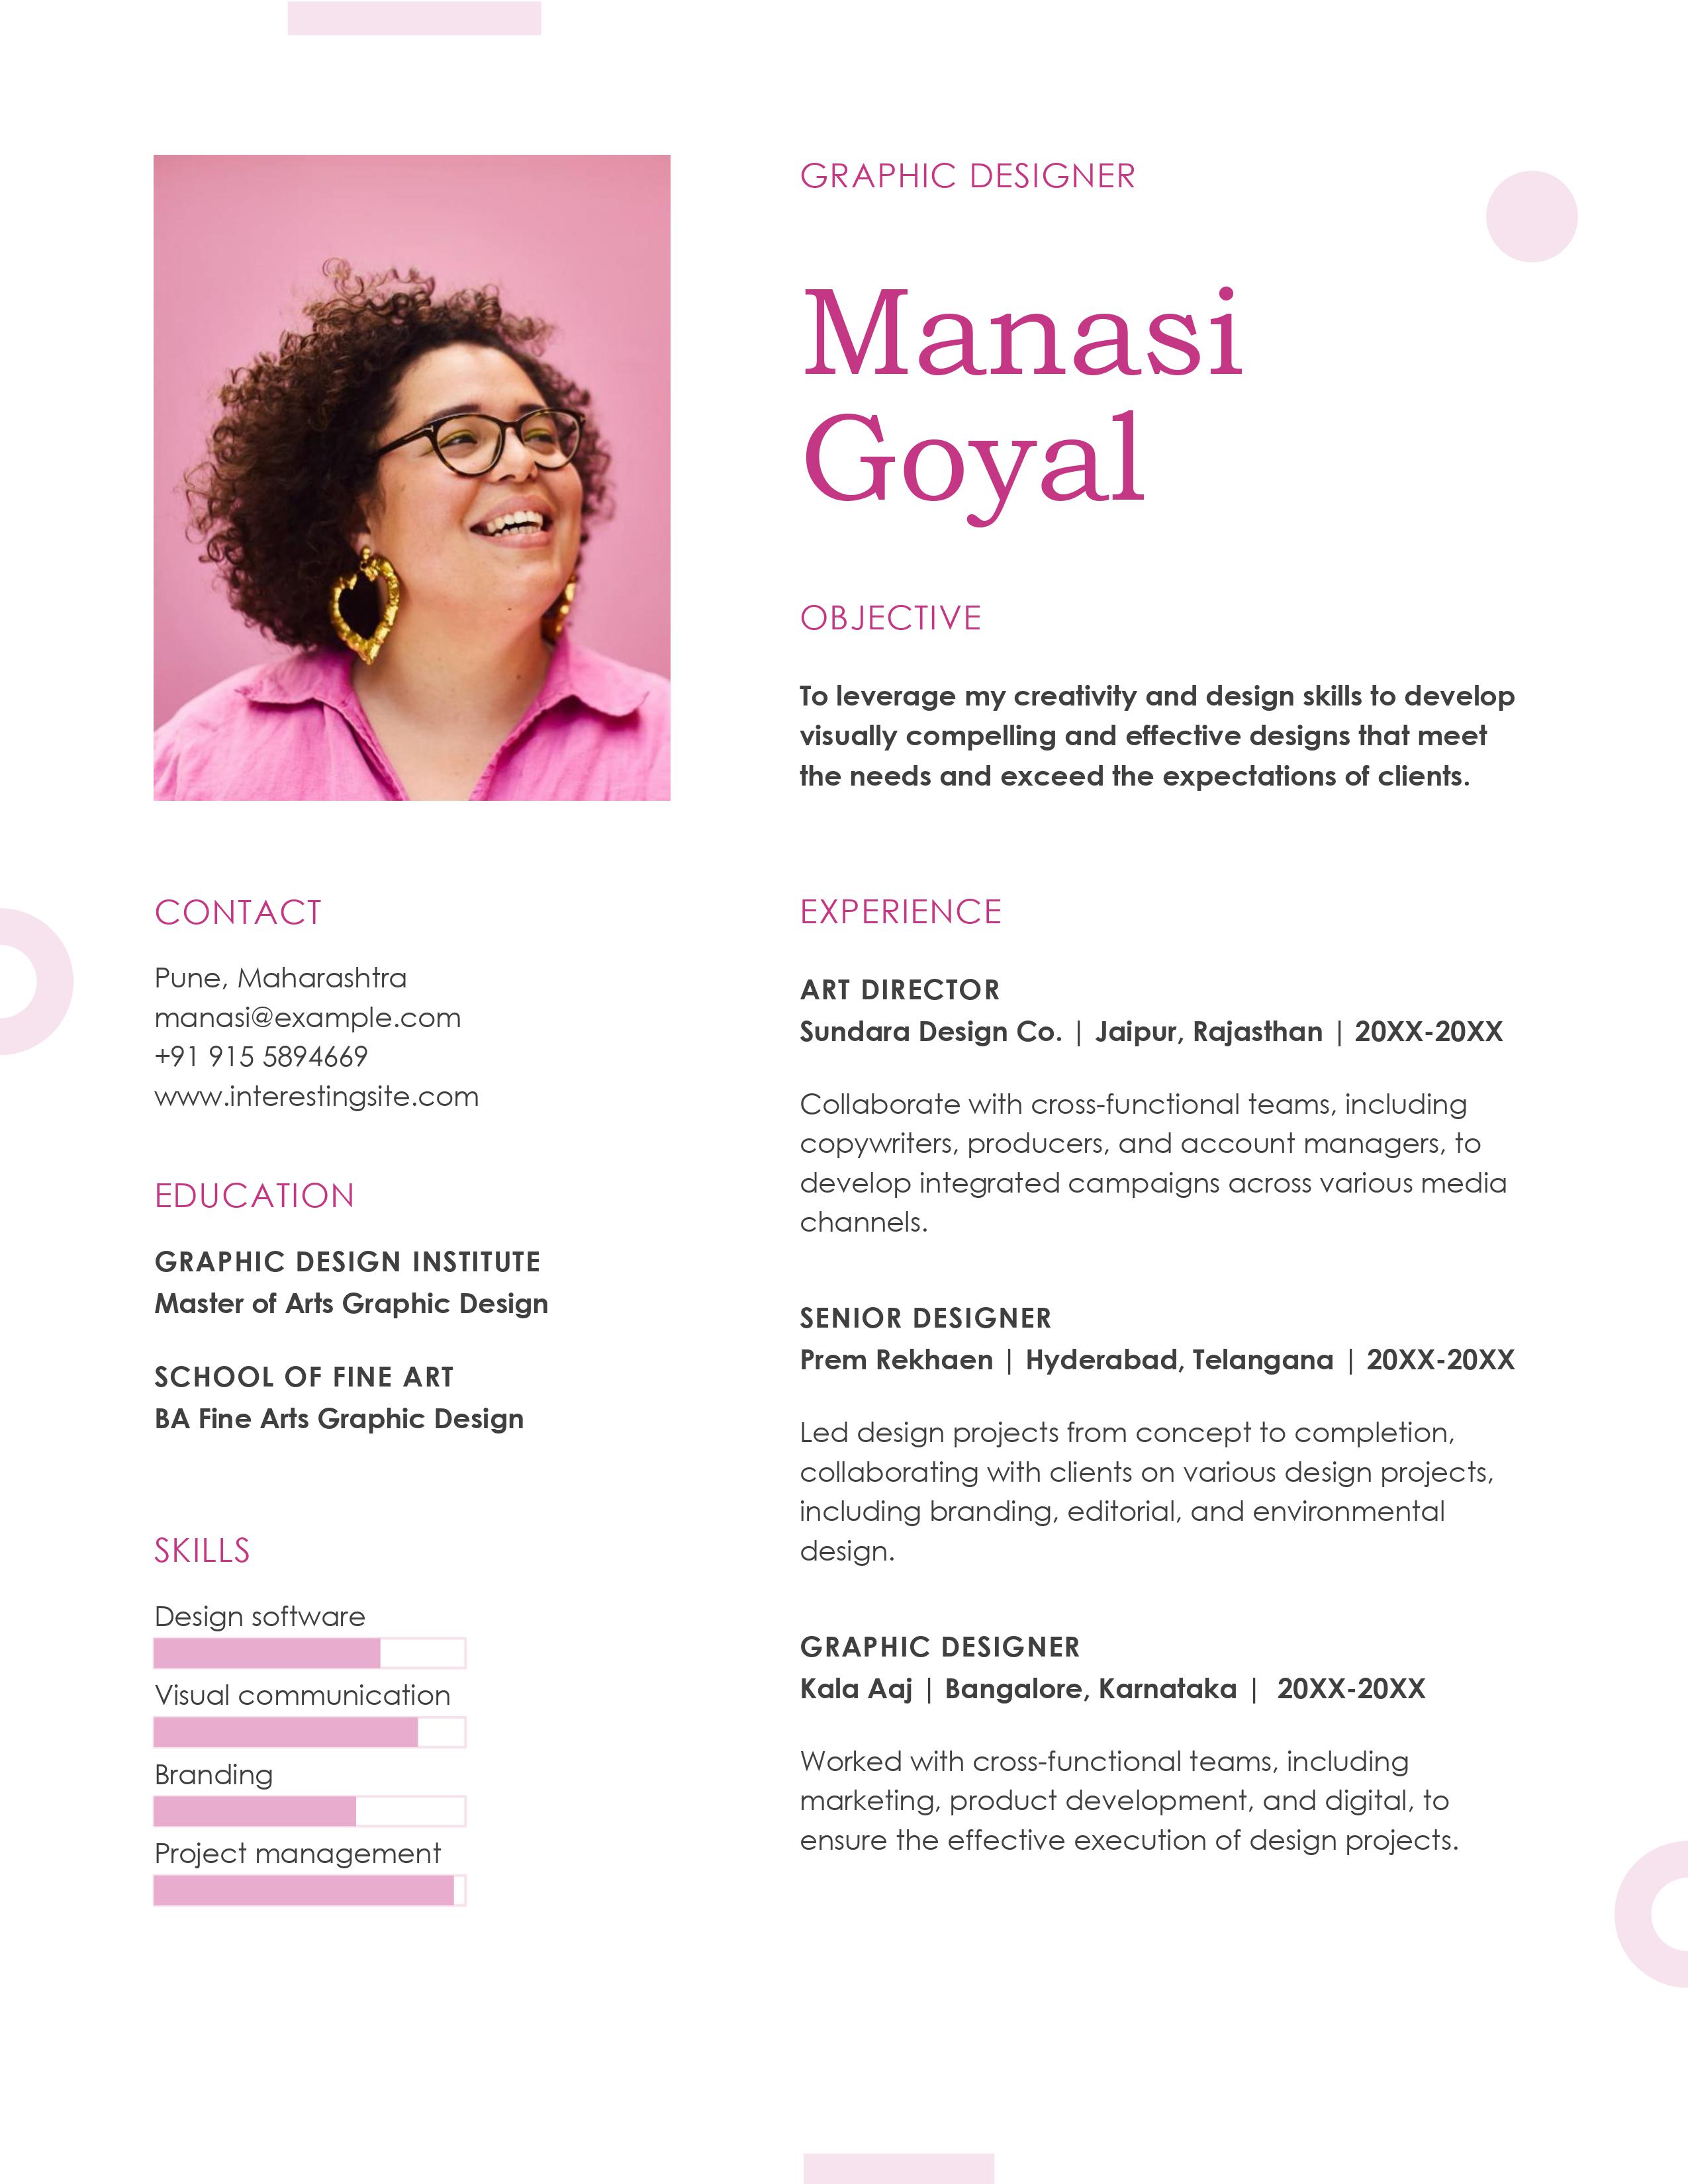 GRAPHIC DESIGNER
Manasi
Goyal
OBJECTIVE
To leverage my creativity and design skills to develop
visually compelling and effective designs that meet
the needs and exceed the expectations of clients.
CONTACT
Pune, Maharashtra
manasi@example.com
+91 915 5894669
www.interestingsite.com
EDUCATION
GRAPHIC DESIGN INSTITUTE
Master of Arts Graphic Design
SCHOOL OF FINE ART
BA Fine Arts Graphic Design
SKILLS
Design software
Visual communication
Branding
Project management
EXPERIENCE
ART DIRECTOR
Sundara Design Co. | Jaipur, Rajasthan | 20XX-20XX
Collaborate with cross-functional teams, including
copywriters, producers, and account managers, to
develop integrated campaigns across various media
channels.
SENIOR DESIGNER
Prem Rekhaen | Hyderabad, Telangana | 20XX-20XX
Led design projects from concept to completion,
collaborating with clients on various design projects,
including branding, editorial, and environmental
design.
GRAPHIC DESIGNER
Kala Aaj | Bangalore, Karnataka | 20XX-20XX
Worked with cross-functional teams, including
marketing, product development, and digital, to
ensure the effective execution of design projects.